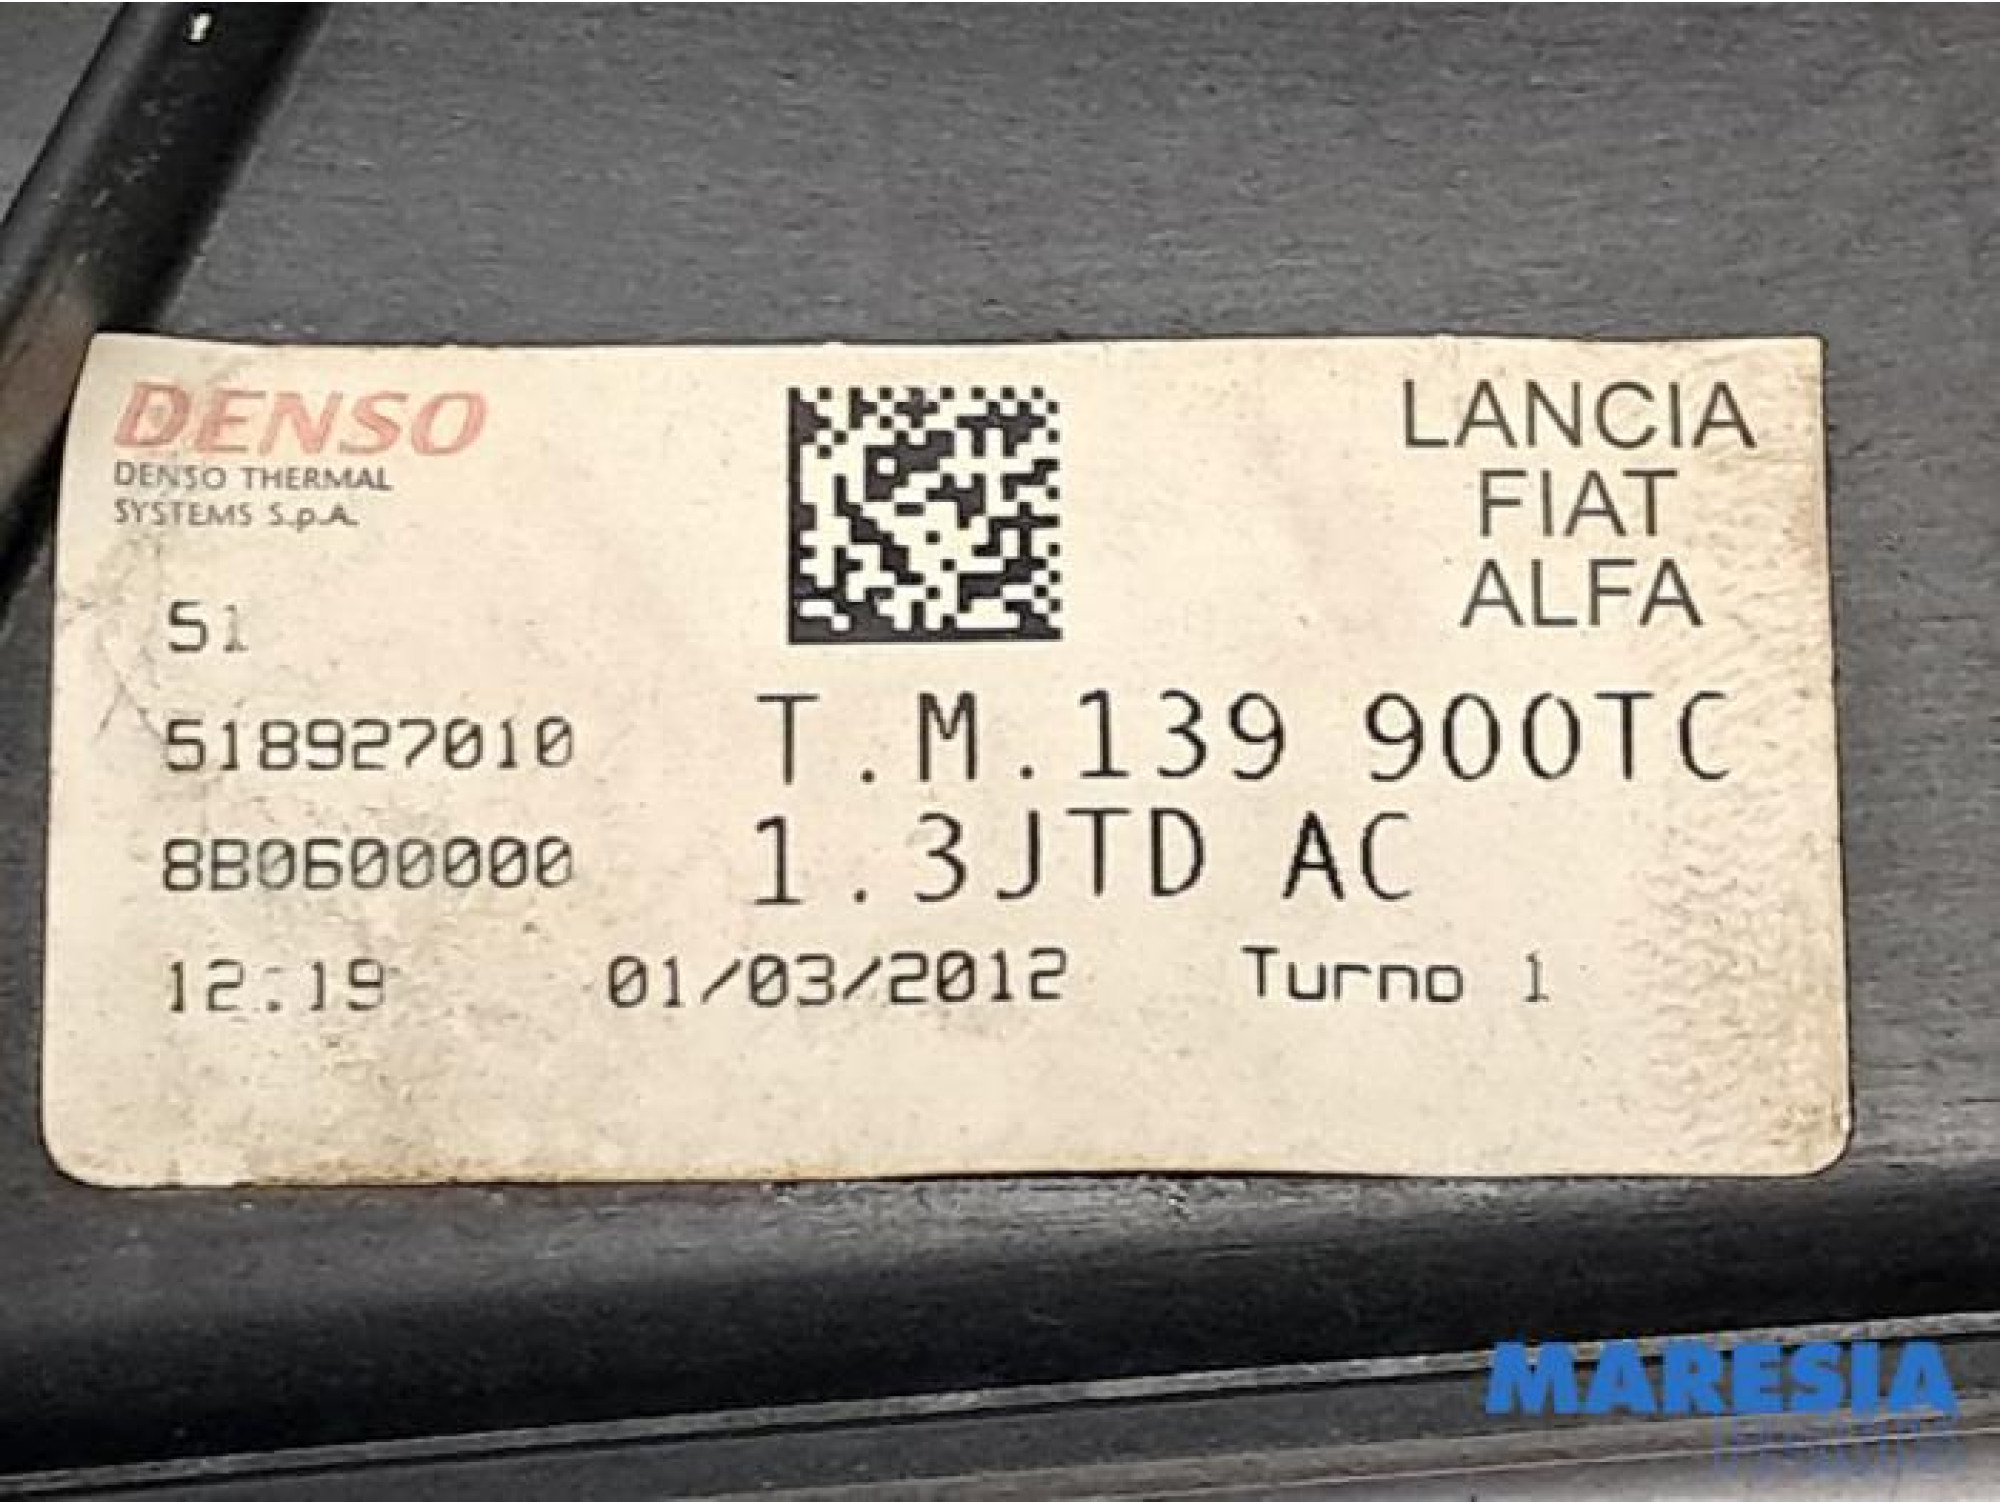 DENSO
DENSO THERMAL
SYSTEMS S.p.A.
LANCIA
FIAT
ALFA
51
518927010
T.M.139 900TC
8B0600000
1.3JTD AC
12:19
01/03/2012
Turno 1
MARESIA